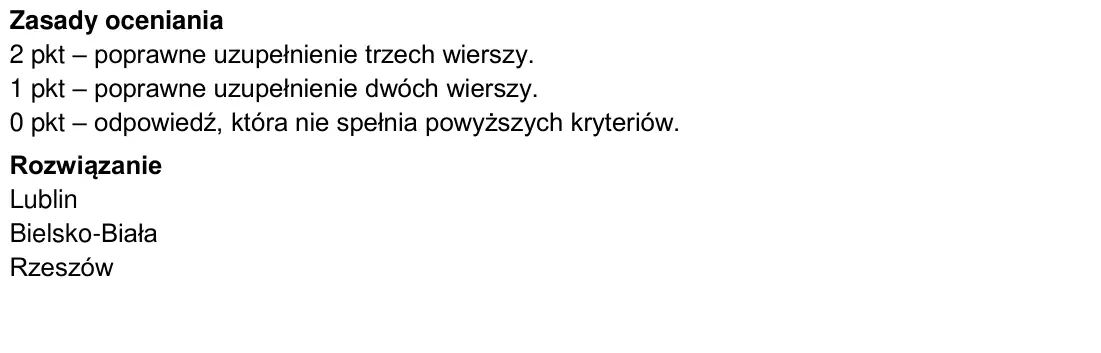 Zasady oceniania
2 pkt – poprawne uzupełnienie trzech wierszy.
1 pkt – poprawne uzupełnienie dwóch wierszy.
0 pkt – odpowiedź, która nie spełnia powyższych kryteriów.
Rozwiązanie
Lublin
Bielsko-Biała
Rzeszów